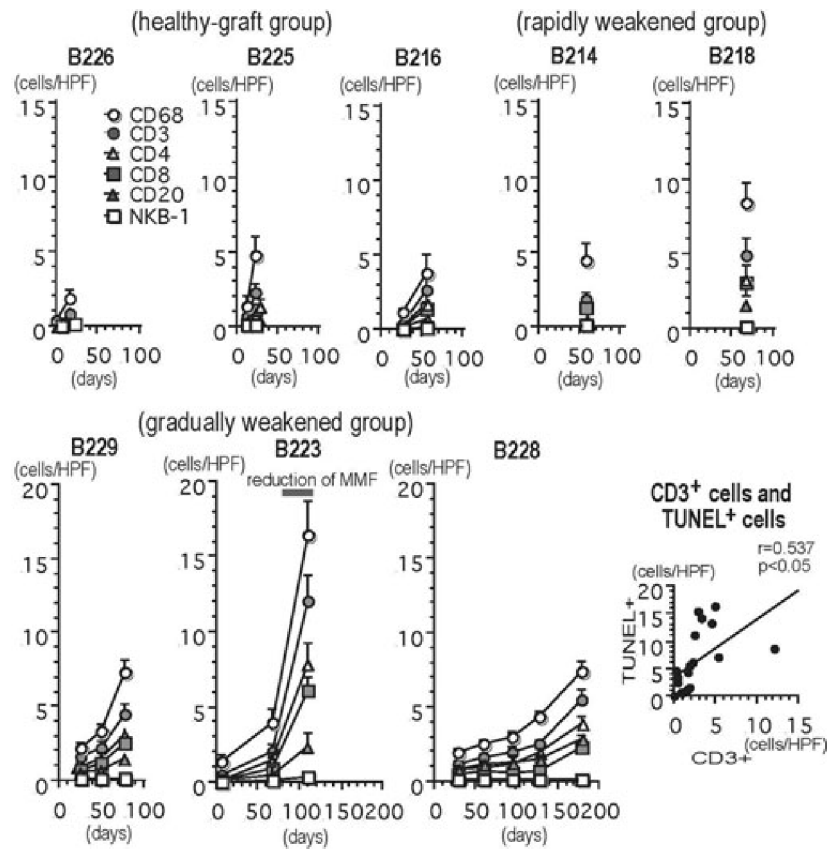 (healthy-graft group) (rapidly weakened group)
B226 B225 B216 B214 B218
(cells/HPF) (cells/HPF) (cells/HPF) (cells/HPF) (cells/HPF)
15 15 15 15 15
CD68
CD3
CD4
CD8
CD20
NKB-1
10 10 10 10 10
5 5 5 5 5
0 0 0 0 0
0 50 100 0 50 100 0 50 100 0 50 100 0 50 100
(days) (days) (days) (days) (days)
(gradually weakened group)
B229 B223 B228
(cells/HPF) (cells/HPF) (cells/HPF)
reduction of MMF
20 20 20
15 15 15
10 10 10
5 5 5
0 0 0
0 50 100 0 50 100 150 200 0 50 100 150 200
(days) (days) (days)
CD3+ cells and
TUNEL+ cells
r=0.537
p<0.05
(cells/HPF)
20
15
10
5
0
TUNEL+
0 5 10 15
(cells/HPF)
CD3+